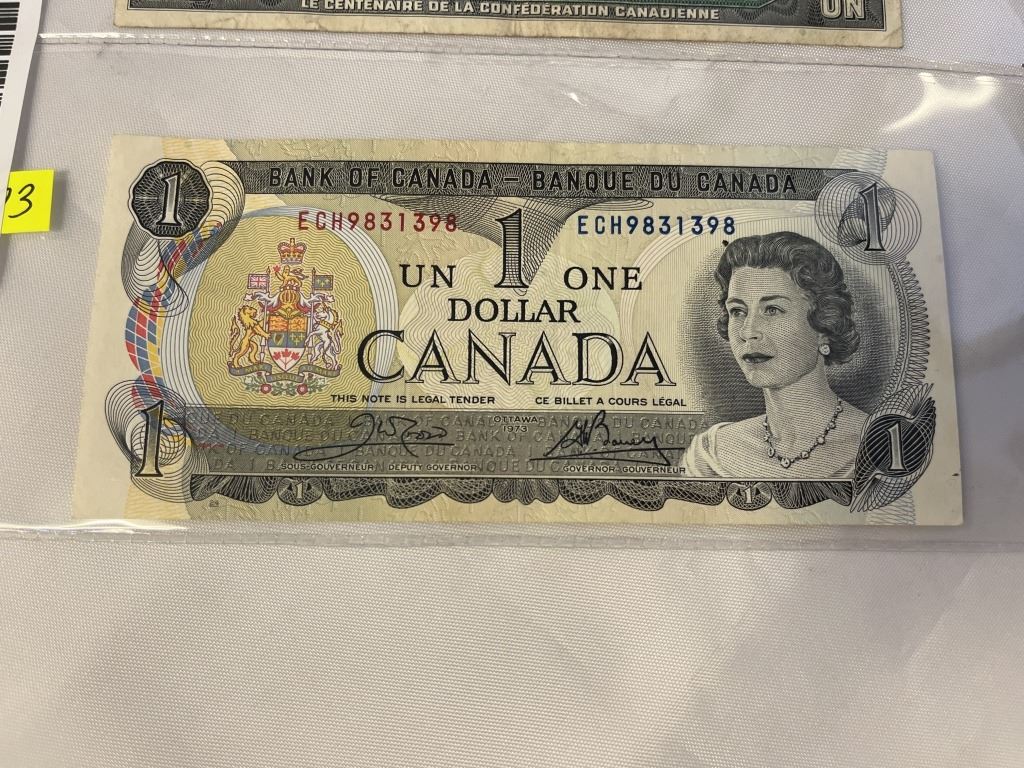 LE CENTENAIRE DE LA CONFÉDÉRATION CANADIENNE UN
93
1 BANK OF CANADA – BANQUE DU CANADA 1
ECH9831398 1 ECH9831398
UN ONE
DOLLAR
CANADA
THIS NOTE IS LEGAL TENDER CE BILLET A COURS LÉGAL
1 OTTAWA 1
1973
SOUS-GOUVERNEUR DEPUTY GOVERNOR GOVERNOR-GOUVERNEUR
1 1